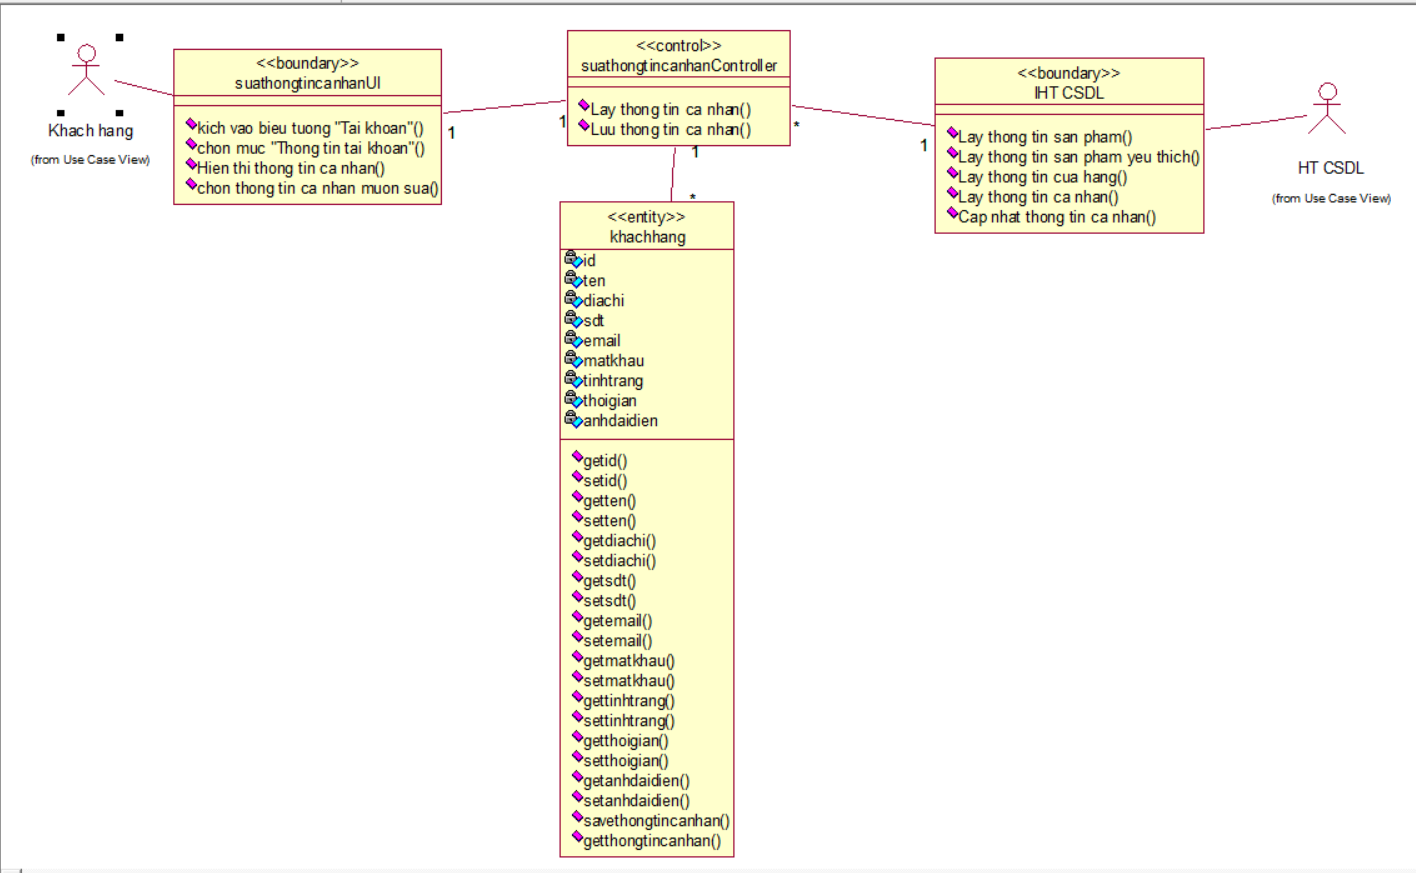 Khach hang
(from Use Case View)
<<boundary>>
suathongtincanhanUI
kich vao bieu tuong "Tai khoan"()
chon muc "Thong tin tai khoan"()
Hien thi thong tin ca nhan()
chon thong tin ca nhan muon sua()
1
1
<<control>>
suathongtincanhanController
Lay thong tin ca nhan()
Luu thong tin ca nhan()
*
1
1
*
<<boundary>>
IHT CSDL
Lay thong tin san pham()
Lay thong tin san pham yeu thich()
Lay thong tin cua hang()
Lay thong tin ca nhan()
Cap nhat thong tin ca nhan()
HT CSDL
(from Use Case View)
<<entity>>
khachhang
id
ten
diachi
sdt
email
matkhau
tinhtrang
thoigian
anhdaidien
getid()
setid()
getten()
setten()
getdiachi()
setdiachi()
getsdt()
setsdt()
getemail()
setemail()
getmatkhau()
setmatkhau()
gettinhtrang()
settinhtrang()
getthoigian()
setthoigian()
getanhdaidien()
setanhdaidien()
savethongtincanhan()
getthongtincanhan()